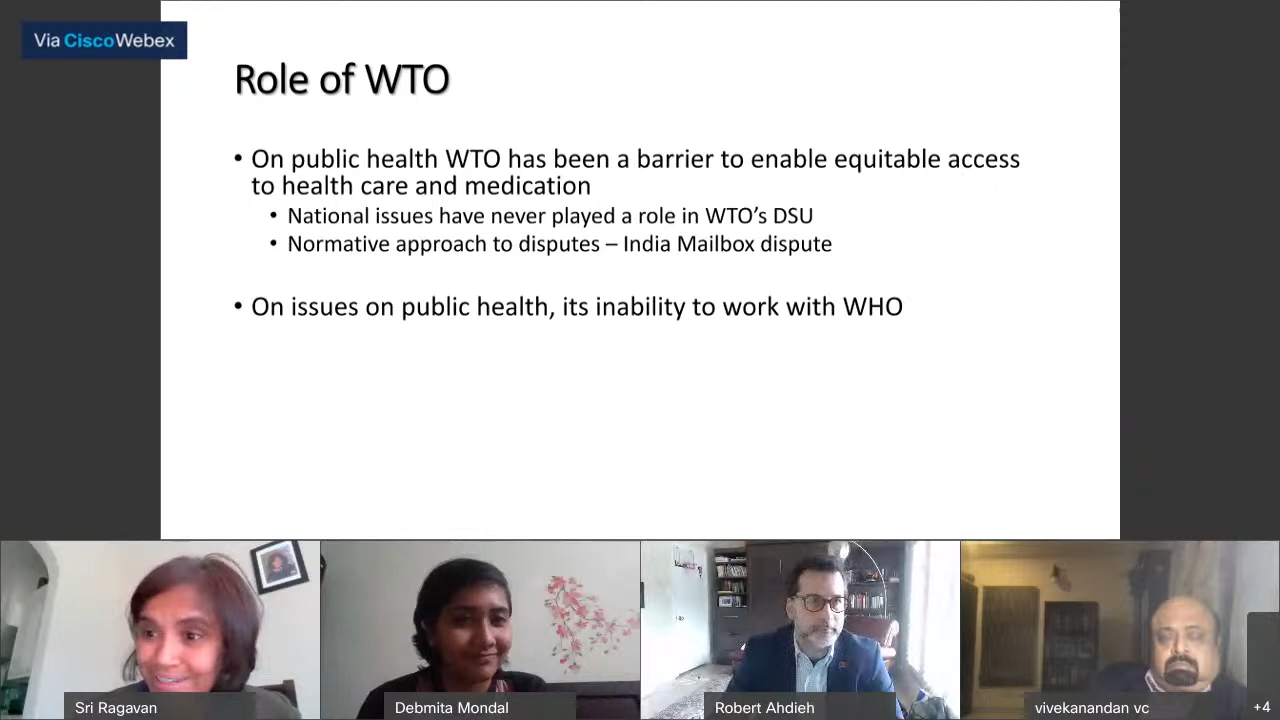 Via CiscoWebex
Role of WTO
• On public health WTO has been a barrier to enable equitable access
to health care and medication
• National issues have never played a role in WTO’s DSU
• Normative approach to disputes – India Mailbox dispute
• On issues on public health, its inability to work with WHO
Sri Ragavan
Debmita Mondal
Robert Ahdieh
vivekanandan vc
+4